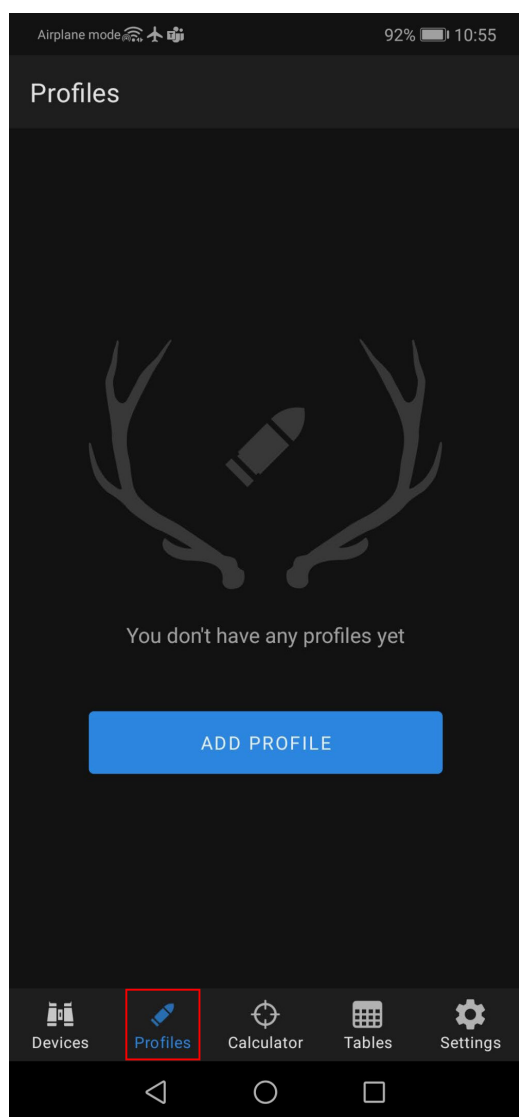 Airplane mode 92% 10:55
Profiles
You don't have any profiles yet
ADD PROFILE
Devices Profiles Calculator Tables Settings